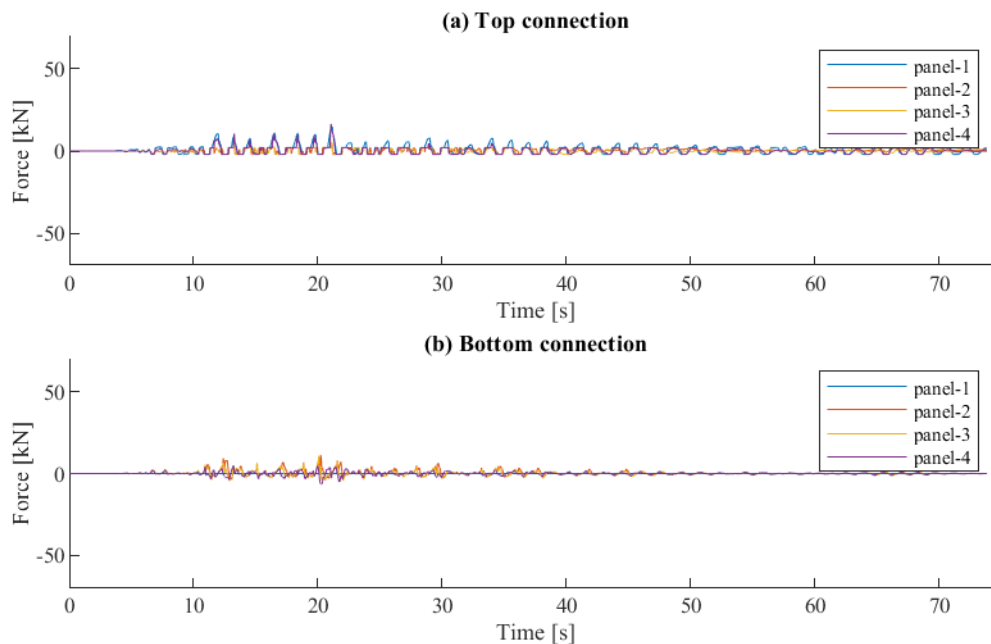 (a) Top connection
Force [kN]
50
0
-50
panel-1
panel-2
panel-3
panel-4
0 10 20 30 40 50 60 70
Time [s]
(b) Bottom connection
Force [kN]
50
0
-50
panel-1
panel-2
panel-3
panel-4
0 10 20 30 40 50 60 70
Time [s]